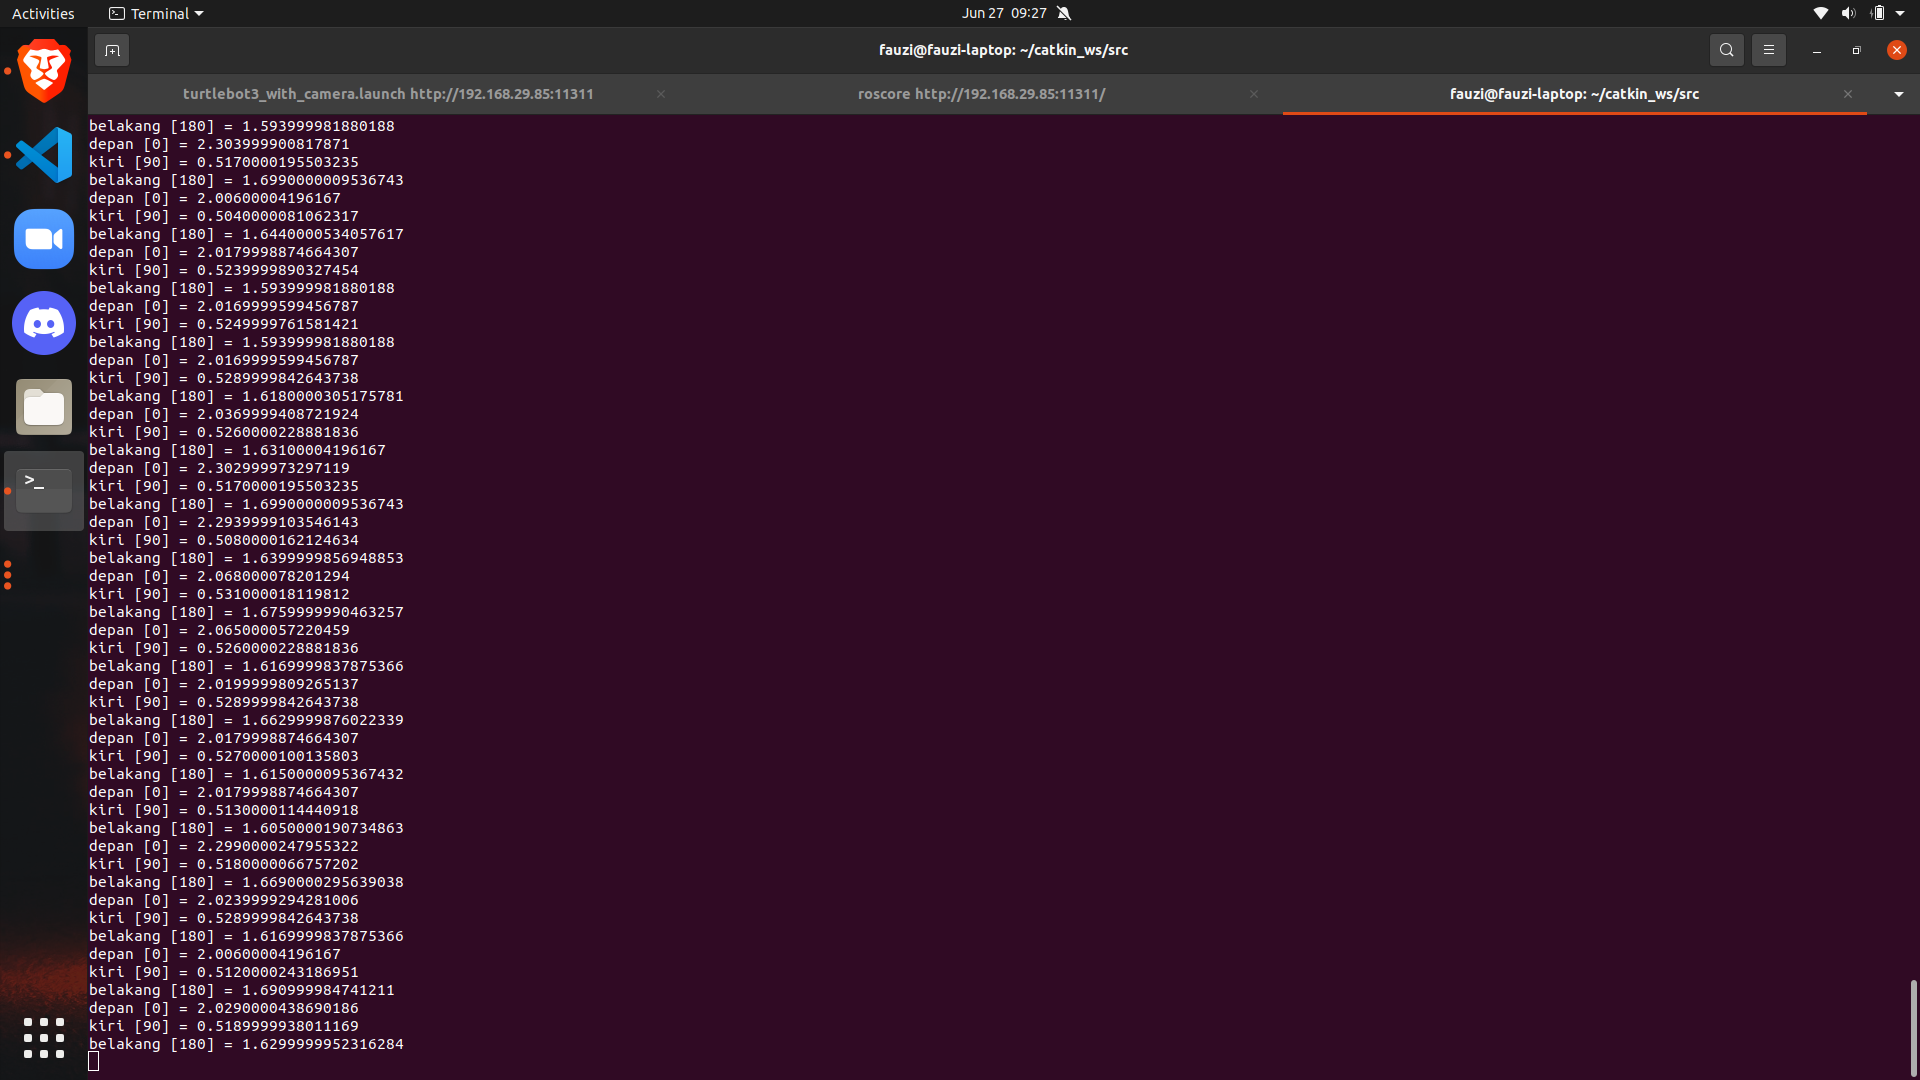 Activities
Terminal
Jun 27 09:27
fauzi@fauzi-laptop: ~/catkin_ws/src
turtlebot3_with_camera.launch http://192.168.29.85:11311
roscore http://192.168.29.85:11311/
fauzi@fauzi-laptop: ~/catkin_ws/src
belakang [180] = 1.593999981880188
depan [0] = 2.303999900817871
kiri [90] = 0.5170000195503235
belakang [180] = 1.6990000009536743
depan [0] = 2.00600004196167
kiri [90] = 0.5040000081062317
belakang [180] = 1.6440000534057617
depan [0] = 2.0179998874664307
kiri [90] = 0.5239999890327454
belakang [180] = 1.593999981880188
depan [0] = 2.0169999599456787
kiri [90] = 0.5249999761581421
belakang [180] = 1.593999981880188
depan [0] = 2.0169999599456787
kiri [90] = 0.5289999842643738
belakang [180] = 1.6180000305175781
depan [0] = 2.0369999408721924
kiri [90] = 0.5260000228881836
belakang [180] = 1.63100004196167
depan [0] = 2.302999973297119
kiri [90] = 0.5170000195503235
belakang [180] = 1.6990000009536743
depan [0] = 2.2939999103546143
kiri [90] = 0.5080000162124634
belakang [180] = 1.6399999856948853
depan [0] = 2.068000078201294
kiri [90] = 0.531000018119812
belakang [180] = 1.6759999990463257
depan [0] = 2.065000057220459
kiri [90] = 0.5260000228881836
belakang [180] = 1.6169999837875366
depan [0] = 2.0199999809265137
kiri [90] = 0.5289999842643738
belakang [180] = 1.6629999876022339
depan [0] = 2.0179998874664307
kiri [90] = 0.5270000100135803
belakang [180] = 1.6150000095367432
depan [0] = 2.0179998874664307
kiri [90] = 0.5130000114440918
belakang [180] = 1.6050000190734863
depan [0] = 2.2990000247955322
kiri [90] = 0.5180000066757202
belakang [180] = 1.6690000295639038
depan [0] = 2.0239999294281006
kiri [90] = 0.5289999842643738
belakang [180] = 1.6169999837875366
depan [0] = 2.00600004196167
kiri [90] = 0.5120000243186951
belakang [180] = 1.690999984741211
depan [0] = 2.0290000438690186
kiri [90] = 0.5189999938011169
belakang [180] = 1.6299999952316284